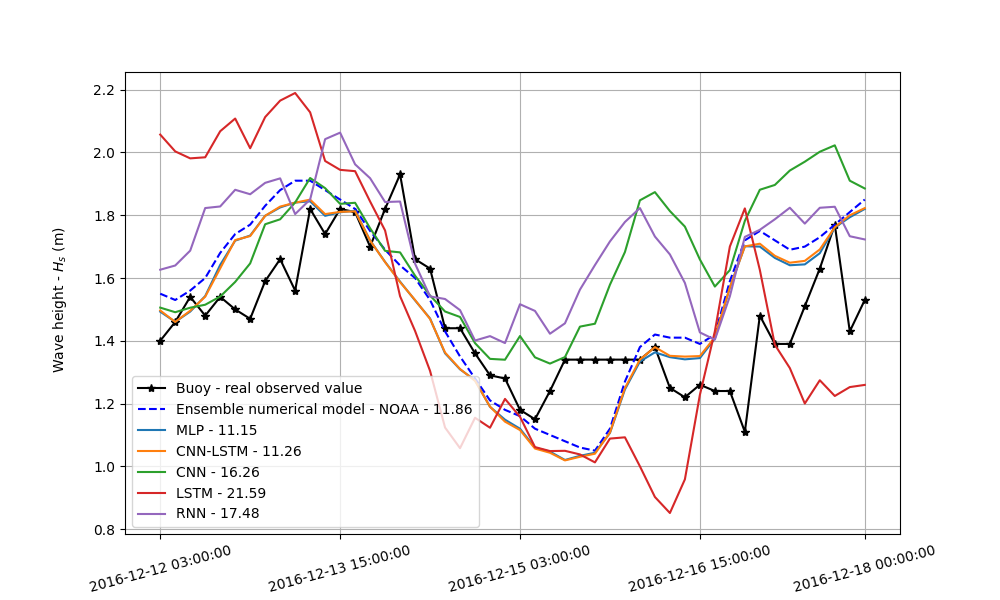 2.2
2.0
1.8
1.6
1.4
1.2
1.0
0.8
Wave height - Hs (m)
Buoy - real observed value
Ensemble numerical model - NOAA - 11.86
MLP - 11.15
CNN-LSTM - 11.26
CNN - 16.26
LSTM - 21.59
RNN - 17.48
2016-12-12 03:00:00
2016-12-13 15:00:00
2016-12-15 03:00:00
2016-12-16 15:00:00
2016-12-18 00:00:00